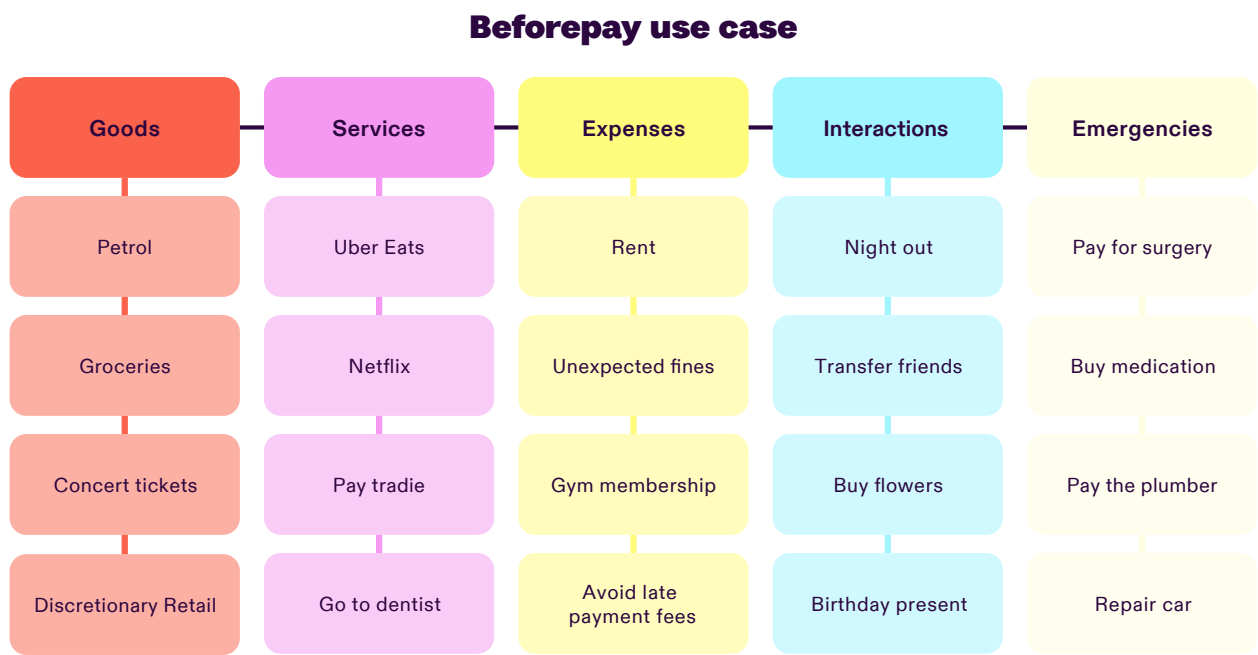 Beforepay use case
Goods
Services
Expenses
Interactions
Emergencies
Petrol
Uber Eats
Rent
Night out
Pay for surgery
Groceries
Netflix
Unexpected fines
Transfer friends
Buy medication
Concert tickets
Pay tradie
Gym membership
Buy flowers
Pay the plumber
Discretionary Retail
Go to dentist
Avoid late
payment fees
Birthday present
Repair car